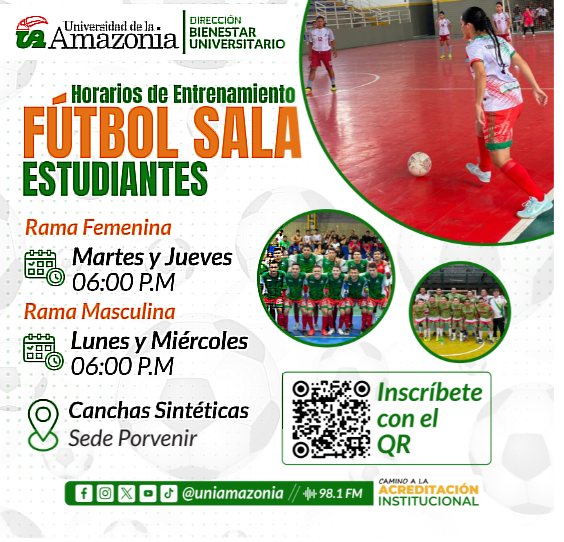 Universidad de la
Amazonia
DIRECCIÓN
BIENESTAR
UNIVERSITARIO
Horarios de Entrenamiento
FÚTBOL SALA
ESTUDIANTES
Rama Femenina
Martes y Jueves
06:00 P.M
Rama Masculina
Lunes y Miércoles
06:00 P.M
Canchas Sintéticas
Sede Porvenir
Inscríbete
con el
QR
@uniamazonia // 98.1 FM
CAMINO A LA
ACREDITACIÓN
INSTITUCIONAL